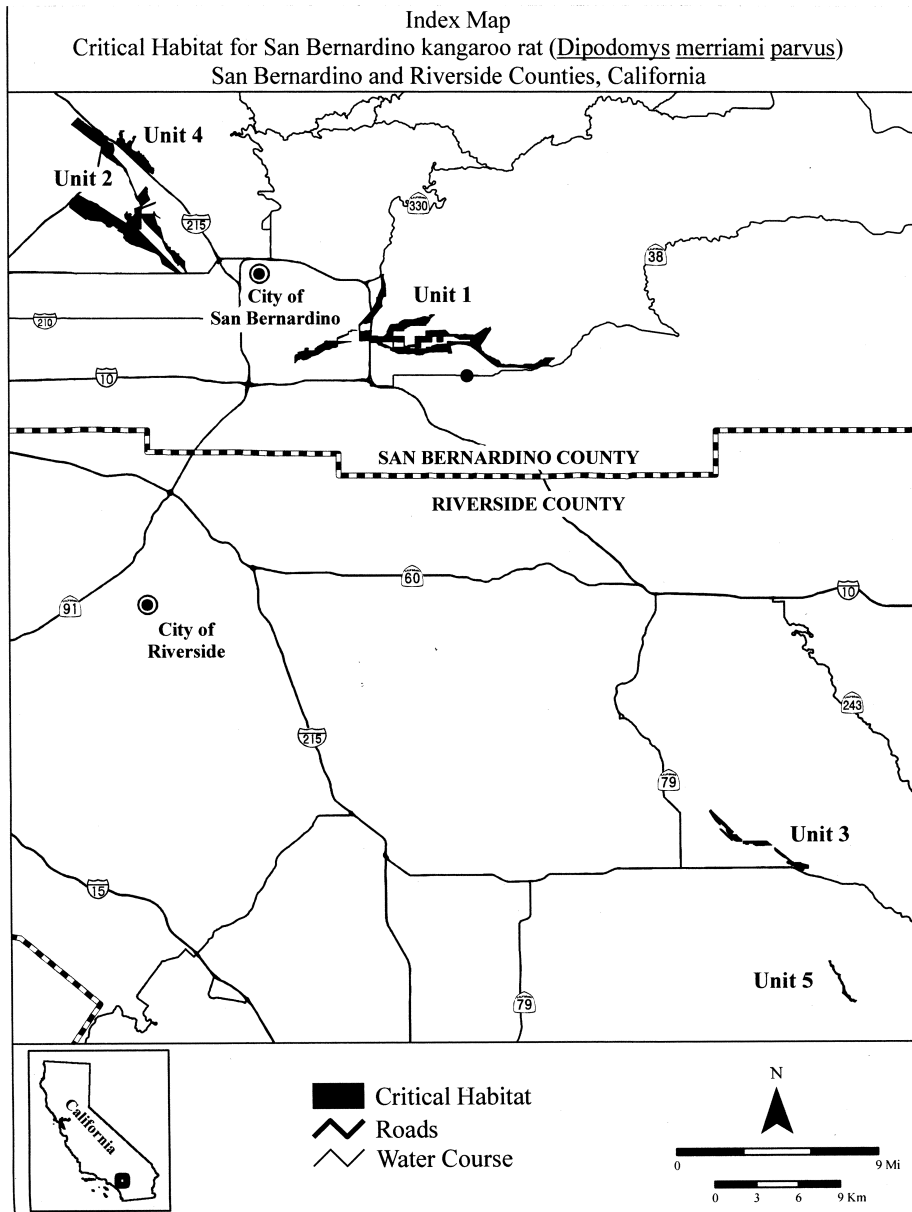 Index Map
Critical Habitat for San Bernardino kangaroo rat (Dipodomys merriami parvus)
San Bernardino and Riverside Counties, California
Unit 4
Unit 2
215
330
38
City of
San Bernardino
Unit 1
210
10
SAN BERNARDINO COUNTY
RIVERSIDE COUNTY
60
10
91
City of
Riverside
243
215
79
Unit 3
15
Unit 5
79
California
Critical Habitat
Roads
Water Course
N
0 9 Mi
0 3 6 9 Km